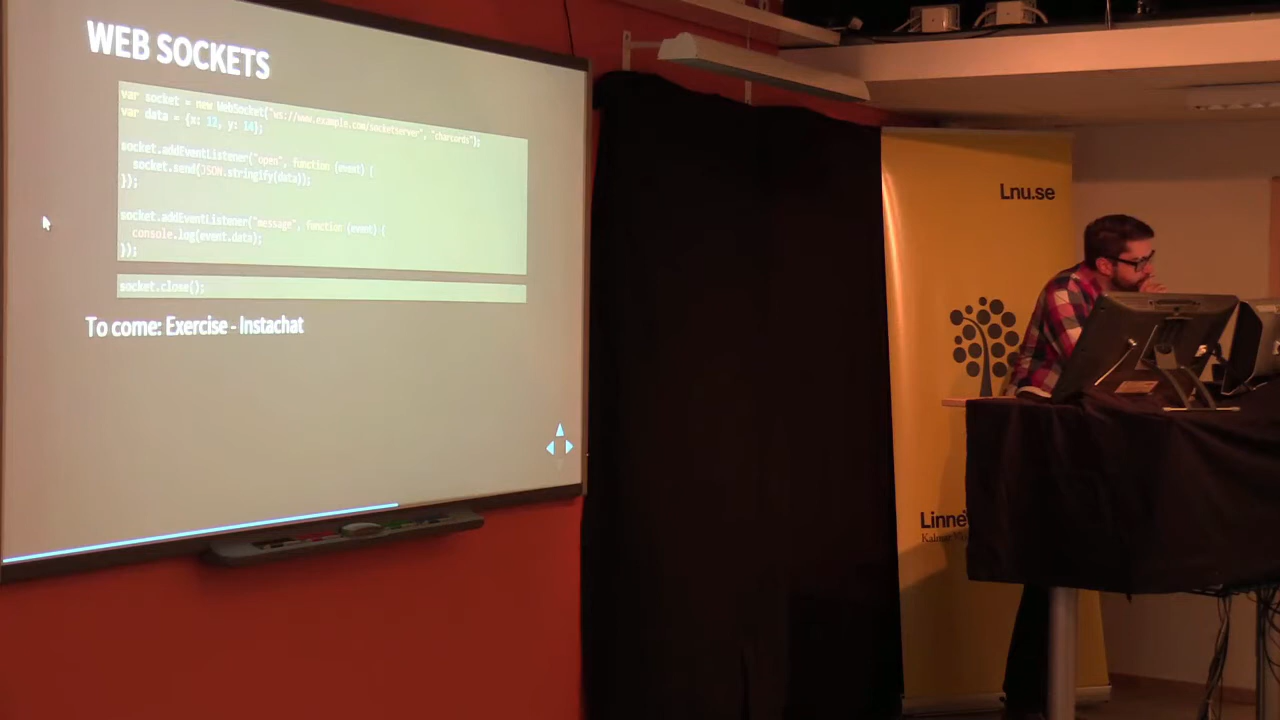 WEB SOCKETS
var socket = new WebSocket("ws://www.example.com/socketserver", "charcords");
var data = {x: 12, y: 14};
socket.addEventListener("open", function (event) {
socket.send(JSON.stringify(data));
});
socket.addEventListener("message", function (event) {
console.log(event.data);
});
socket.close();
To come: Exercise - Instachat
Lnu.se
Linne
Kalmar